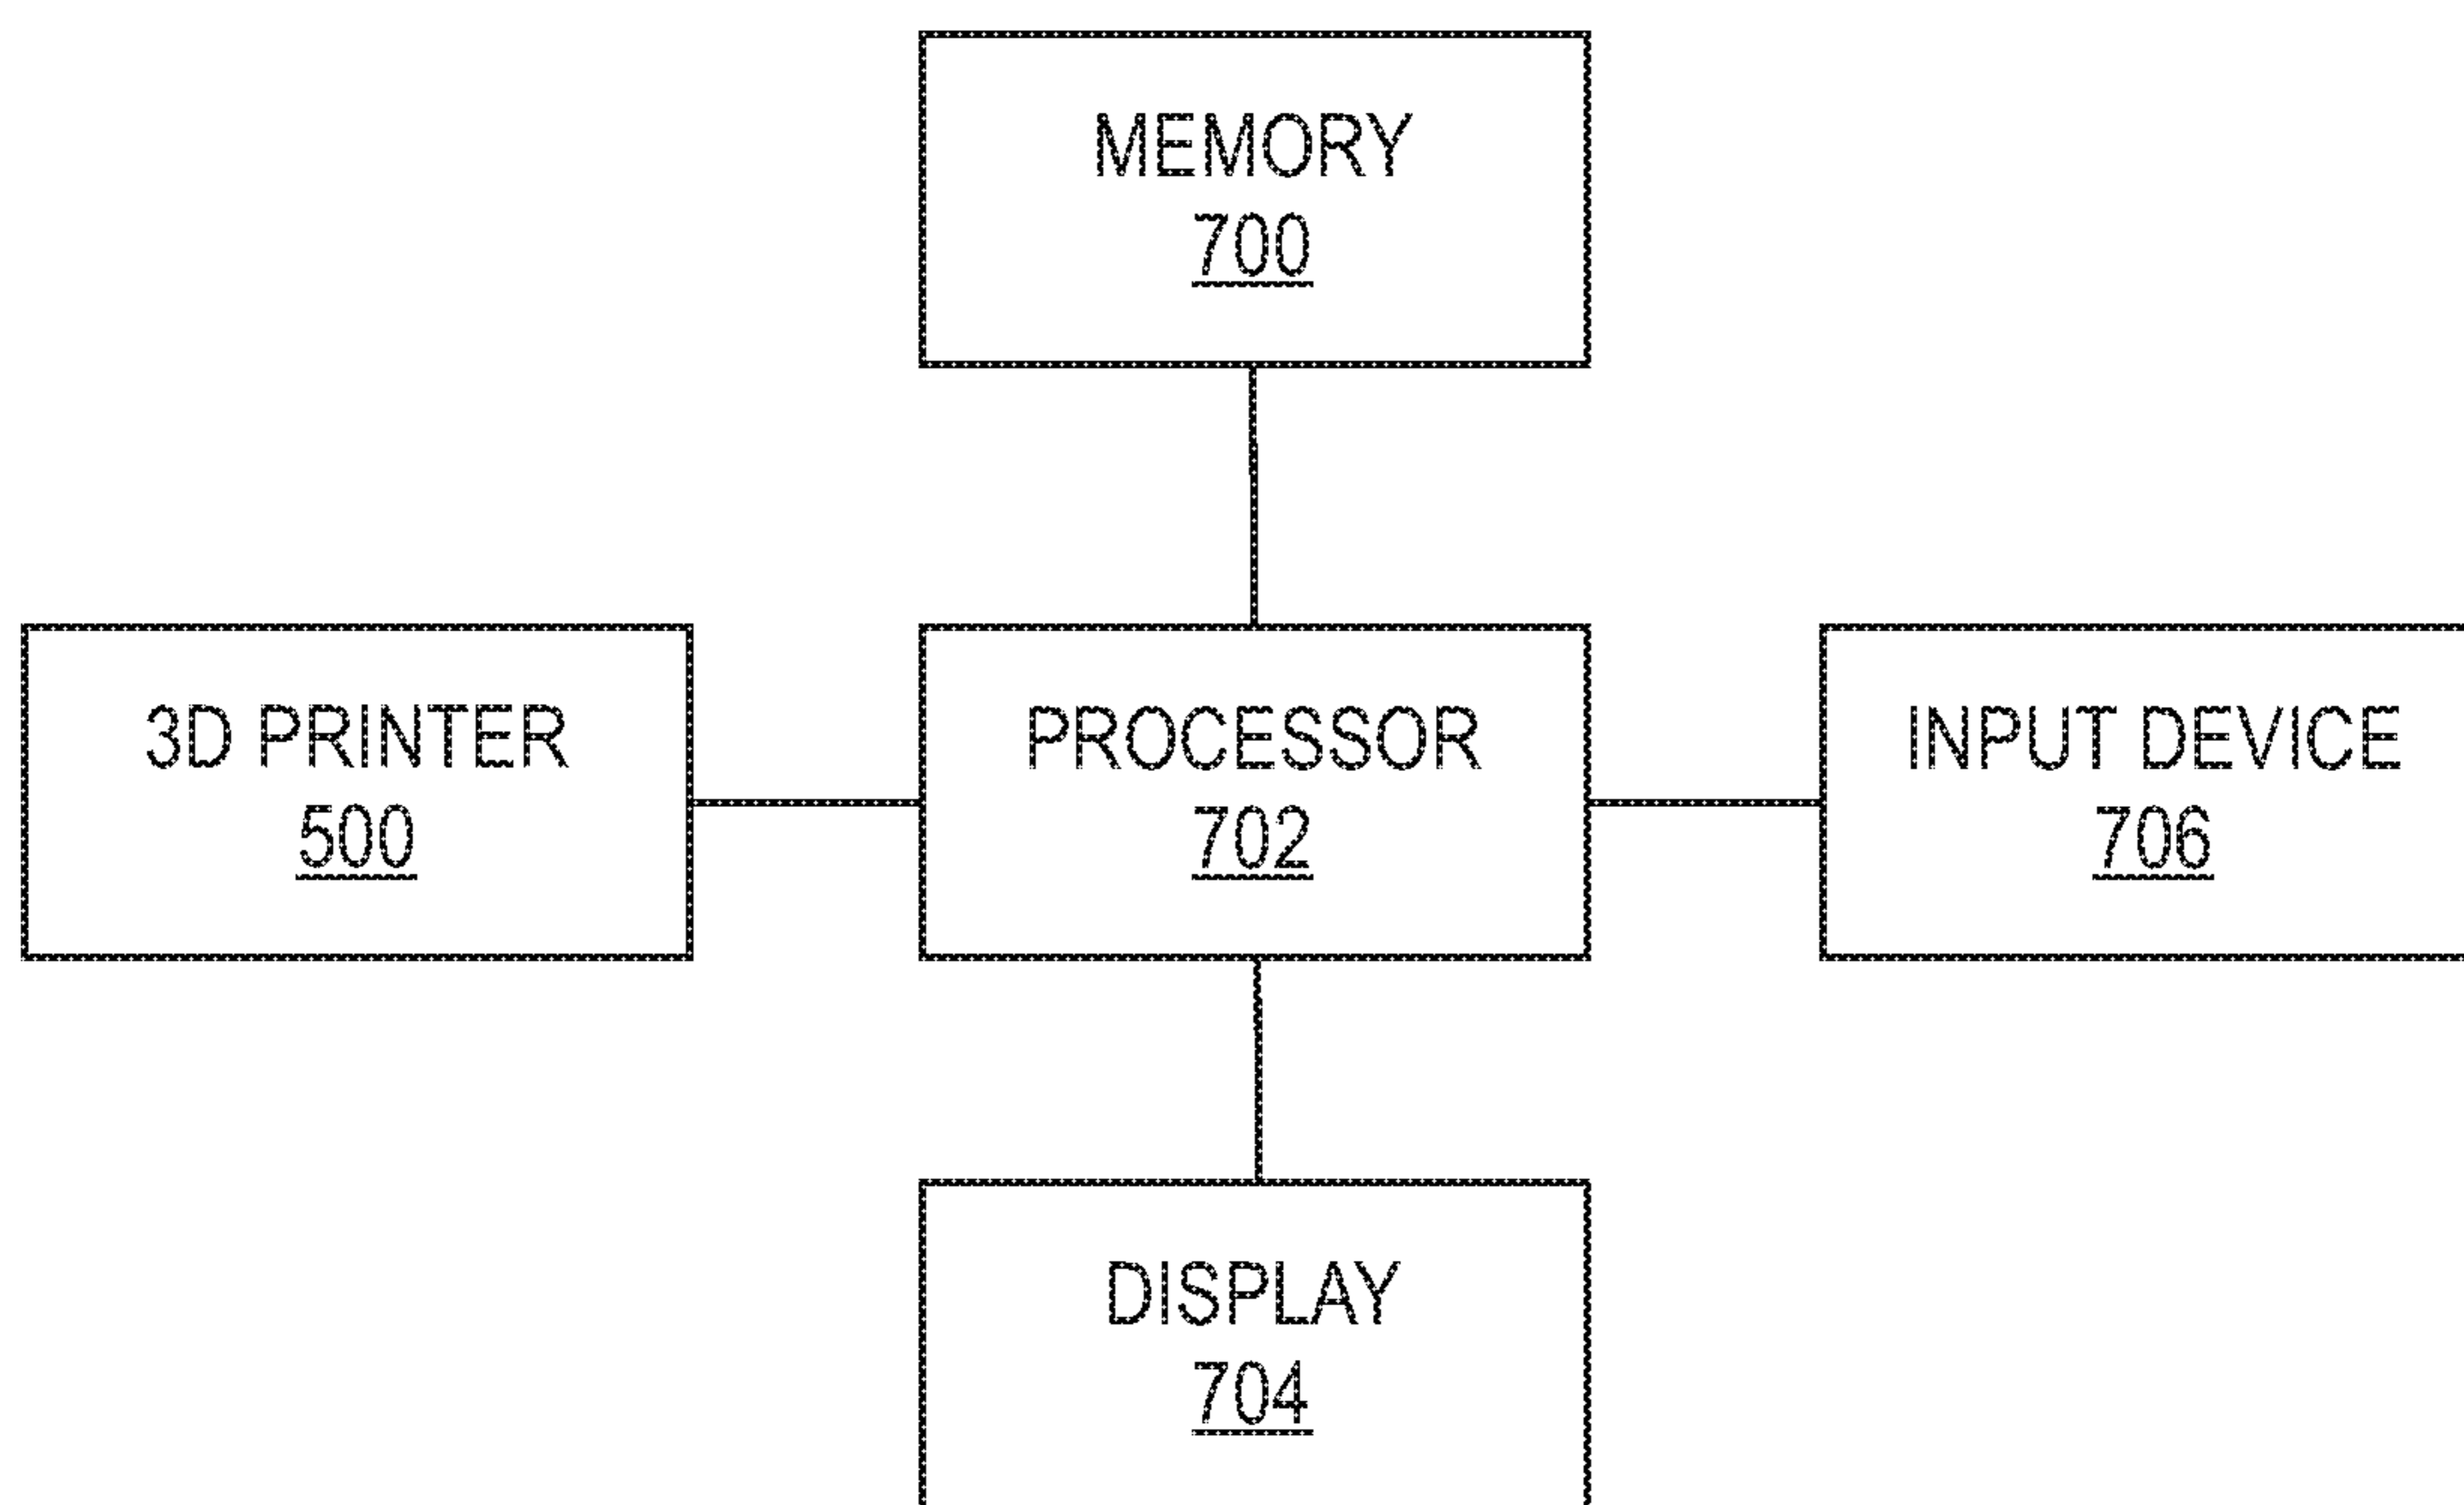 MEMORY
700
3D PRINTER
500
PROCESSOR
702
INPUT DEVICE
706
DISPLAY
704